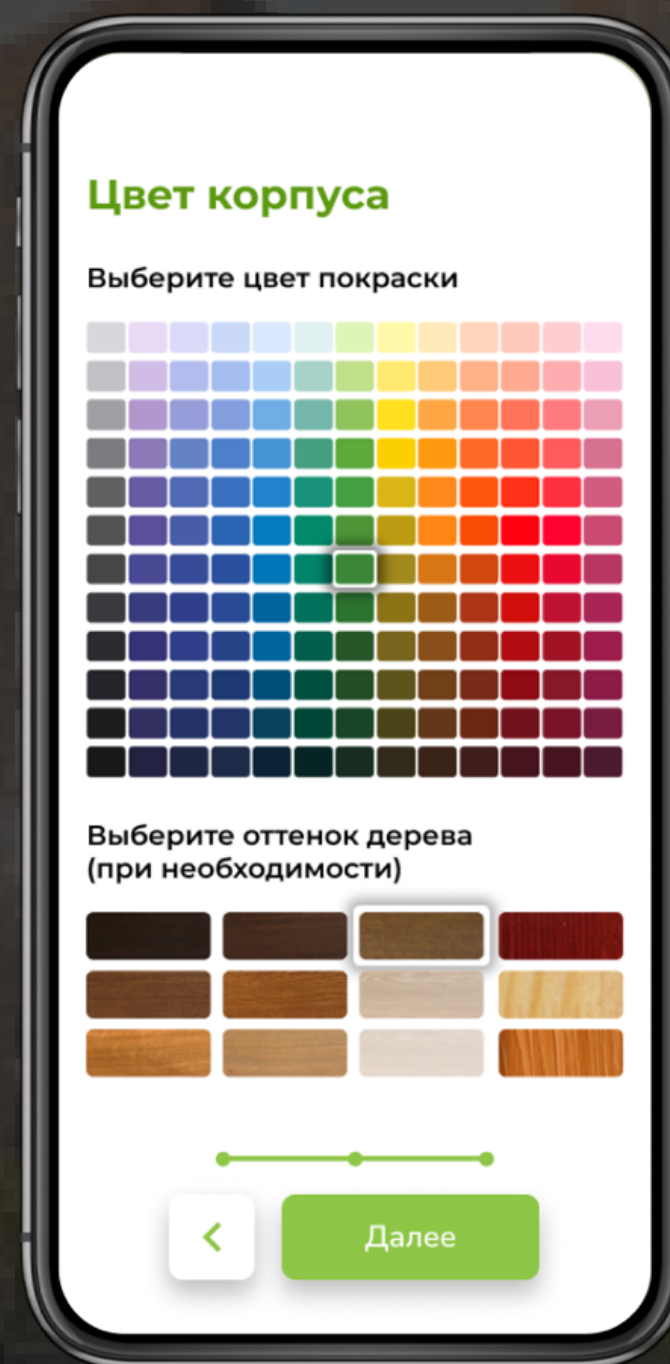 Цвет корпуса
Выберите цвет покраски
Выберите оттенок дерева
(при необходимости)
Далее